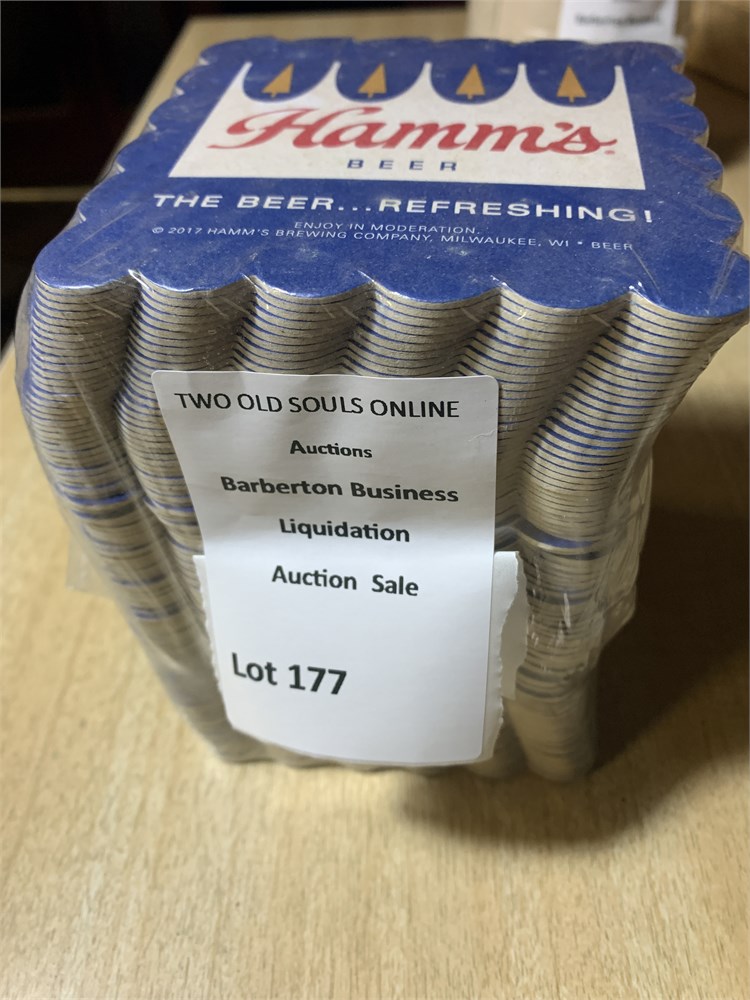 Hamm's
BEER
THE BEER...REFRESHING!
ENJOY IN MODERATION.
© 2017 HAMM'S BREWING COMPANY, MILWAUKEE, WI • BEER
TWO OLD SOULS ONLINE
Auctions
Barberton Business
Liquidation
Auction Sale
Lot 177